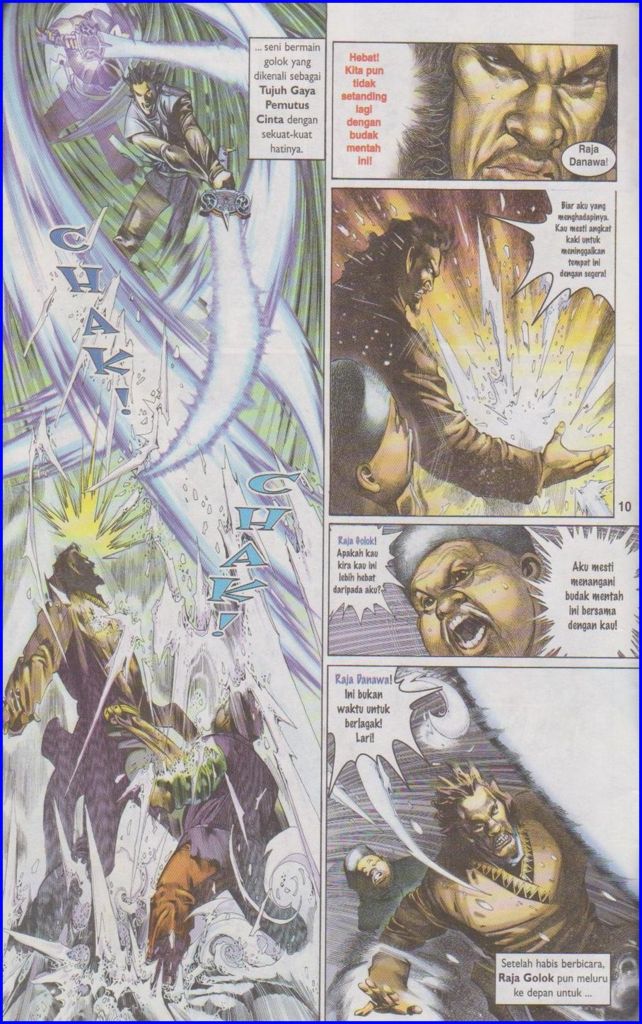 ... seni bermain
golok yang
dikenali sebagai
Tujuh Gaya
Pemutus
Cinta dengan
sekuat-kuat
hatinya.
CHAK!
CHAK!
Hebat!
Kita pun
tidak
setanding
lagi
dengan
budak
mentah
ini!
Raja
Danawa!
Biar aku yang
menghadapinya.
Kau mesti angkat
kaki untuk
meninggalkan
tempat ini
dengan segera!
10
Raja Golok!
Apakah kau
kira kau ini
lebih hebat
daripada aku?
Aku mesti
menangani
budak mentah
ini bersama
dengan kau!
Raja Danawa!
Ini bukan
waktu untuk
berlagak!
Lari!
Setelah habis berbicara,
Raja Golok pun meluru
ke depan untuk ...